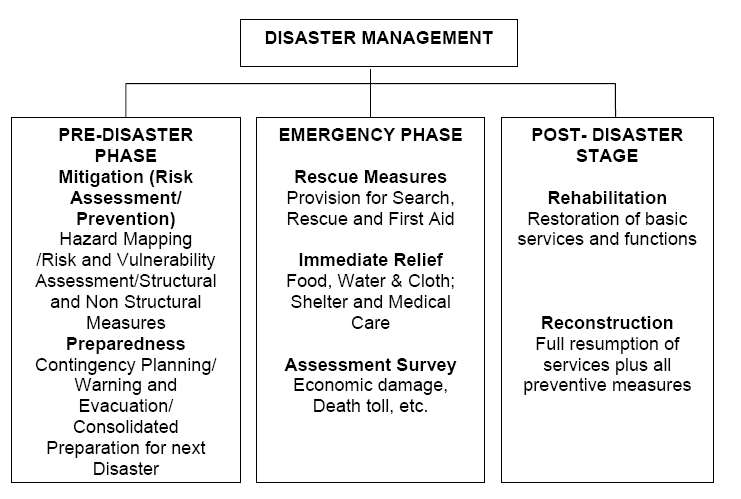 DISASTER MANAGEMENT
PRE-DISASTER
PHASE
Mitigation (Risk
Assessment/
Prevention)
Hazard Mapping
/Risk and Vulnerability
Assessment/Structural
and Non Structural
Measures
Preparedness
Contingency Planning/
Warning and
Evacuation/
Consolidated
Preparation for next
Disaster
EMERGENCY PHASE
Rescue Measures
Provision for Search,
Rescue and First Aid
Immediate Relief
Food, Water & Cloth;
Shelter and Medical
Care
Assessment Survey
Economic damage,
Death toll, etc.
POST- DISASTER
STAGE
Rehabilitation
Restoration of basic
services and functions
Reconstruction
Full resumption of
services plus all
preventive measures